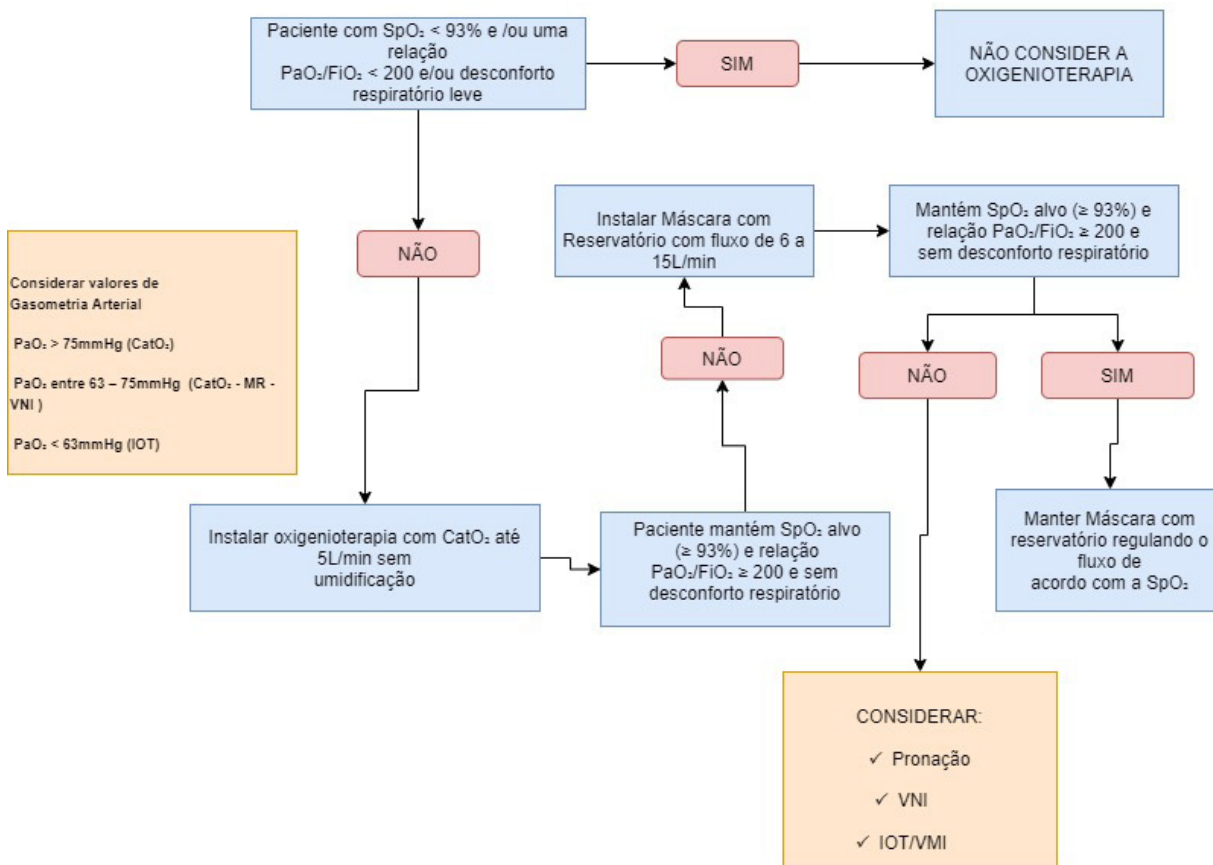 Paciente com SpO₂ < 93% e /ou uma
relação
PaO₂/FiO₂ < 200 e/ou desconforto
respiratório leve
SIM
NÃO CONSIDER A
OXIGENIOTERAPIA
NÃO
Considerar valores de
Gasometria Arterial
PaO₂ > 75mmHg (CatO₂)
PaO₂ entre 63 – 75mmHg (CatO₂ - MR -
VNI )
PaO₂ < 63mmHg (IOT)
Instalar oxigenioterapia com CatO₂ até
5L/min sem
umidificação
Paciente mantém SpO₂ alvo
(≥ 93%) e relação
PaO₂/FiO₂ ≥ 200 e sem
desconforto respiratório
NÃO
Instalar Máscara com
Reservatório com fluxo de 6 a
15L/min
Mantém SpO₂ alvo (≥ 93%) e
relação PaO₂/FiO₂ ≥ 200 e
sem desconforto respiratório
NÃO
SIM
Manter Máscara com
reservatório regulando o
fluxo de
acordo com a SpO₂
CONSIDERAR:
✓ Pronação
✓ VNI
✓ IOT/VMI